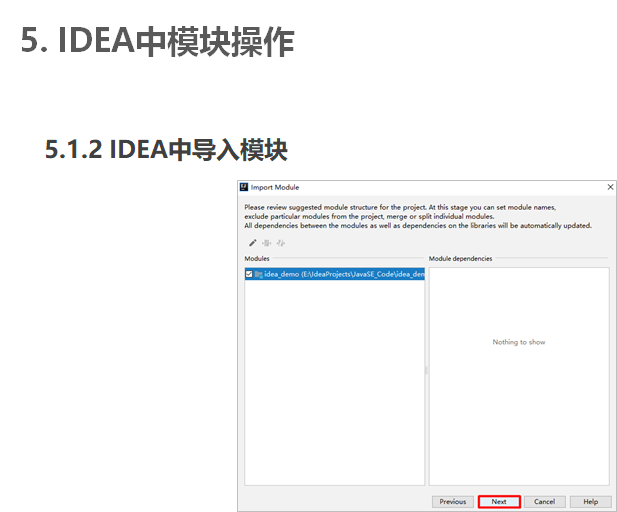 5. IDEA中模块操作
5.1.2 IDEA中导入模块
Import Module
Please review suggested module structure for the project. At this stage you can set module names,
exclude particular modules from the project, merge or split individual modules.
All dependencies between the modules as well as dependencies on the libraries will be automatically updated.
Modules
Module dependencies
idea_demo (E:\IdeaProjects\JavaSE_Code\idea_den
Nothing to show
Previous
Next
Cancel
Help